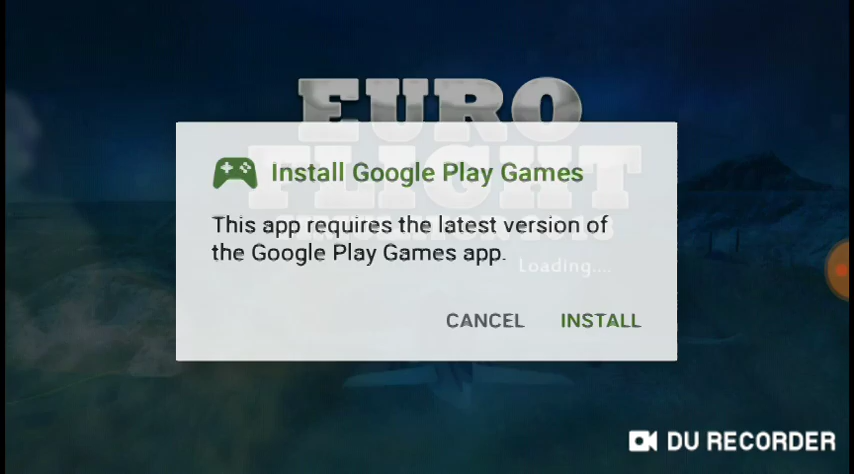 EURO
FLIGHT
Install Google Play Games
This app requires the latest version of
the Google Play Games app.
Loading....
CANCEL INSTALL
DU RECORDER